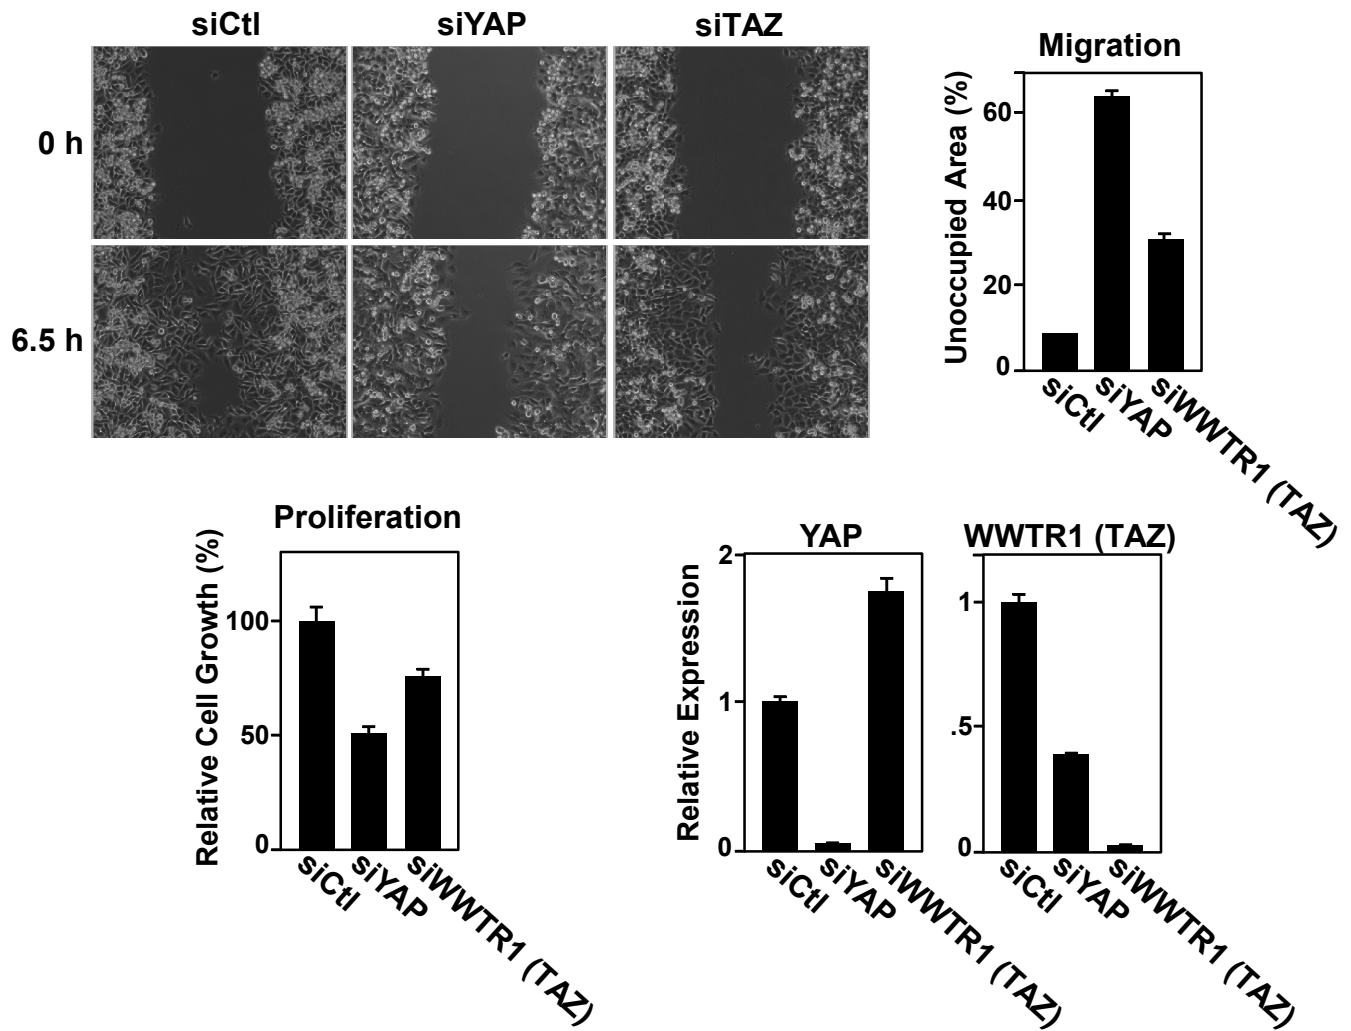 siCtl siYAP siTAZ
0 h
6.5 h
Migration
Unoccupied Area (%)
60
40
20
0
siCtl
siYAP
siWWTR1 (TAZ)
Proliferation
Relative Cell Growth (%)
100
50
0
siCtl
siYAP
siWWTR1 (TAZ)
YAP
Relative Expression
2
1
0
siCtl
siYAP
siWWTR1 (TAZ)
WWTR1 (TAZ)
1
.5
0
siCtl
siYAP
siWWTR1 (TAZ)